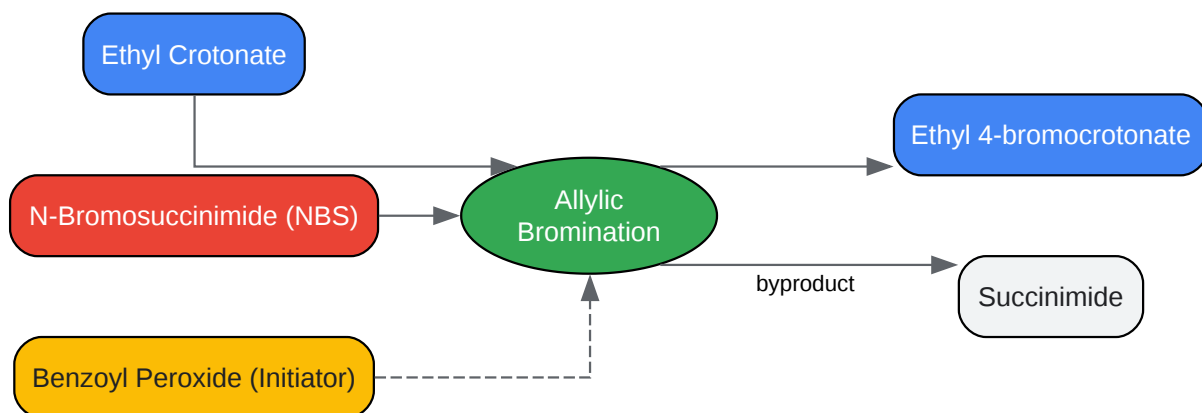 Ethyl Crotonate
Ethyl 4-bromocrotonate
N-Bromosuccinimide (NBS)
Allylic
Bromination
byproduct
Succinimide
Benzoyl Peroxide (Initiator)